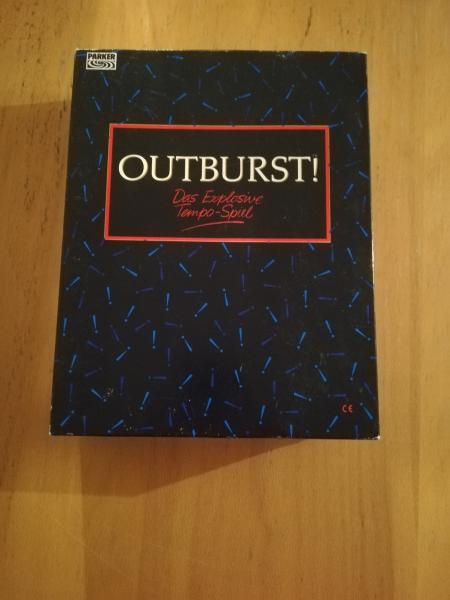 PARKER
OUTBURST!
Das Explosive
Tempo-Spiel
CE